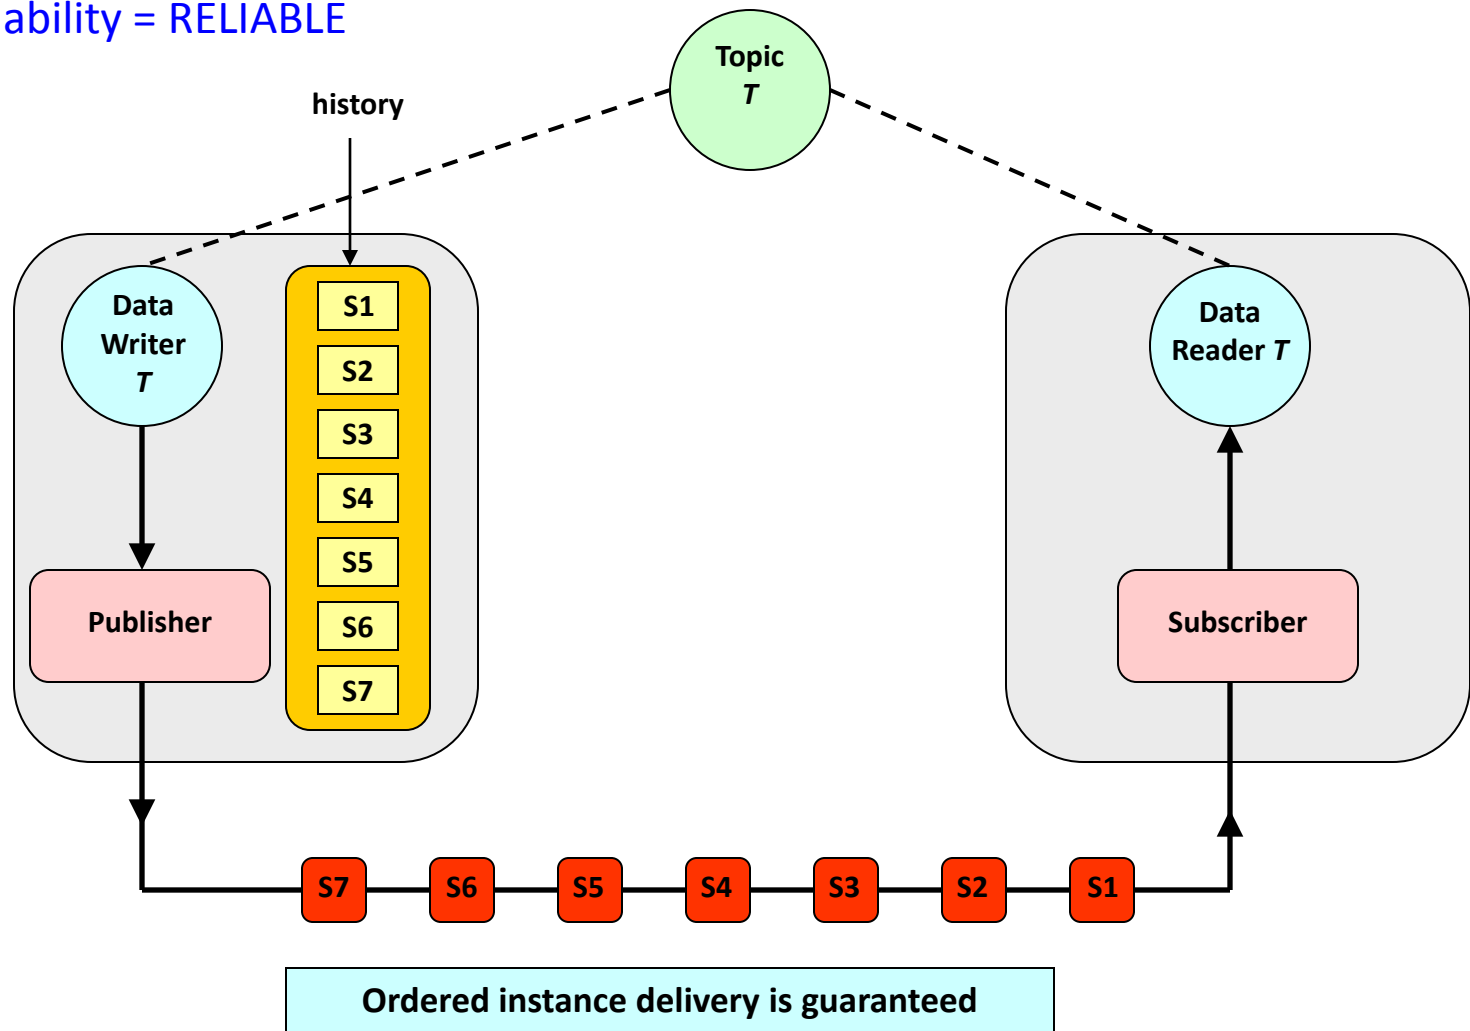 ability = RELIABLE
Topic
T
history
Data
Writer
T
S1
S2
S3
S4
S5
S6
S7
Data
Reader T
Publisher
Subscriber
S7 S6 S5 S4 S3 S2 S1
Ordered instance delivery is guaranteed